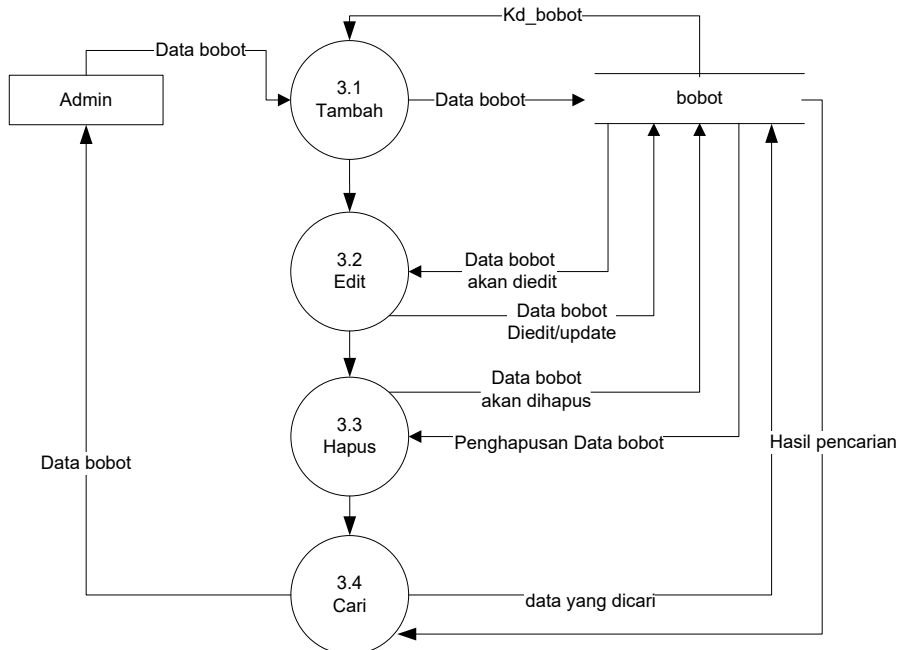 Kd_bobot
Data bobot
3.1
Tambah
Admin
Data bobot
bobot
3.2
Edit
Data bobot
akan diedit
Data bobot
Diedit/update
3.3
Hapus
Data bobot
akan dihapus
Penghapusan Data bobot
Hasil pencarian
Data bobot
3.4
Cari
data yang dicari